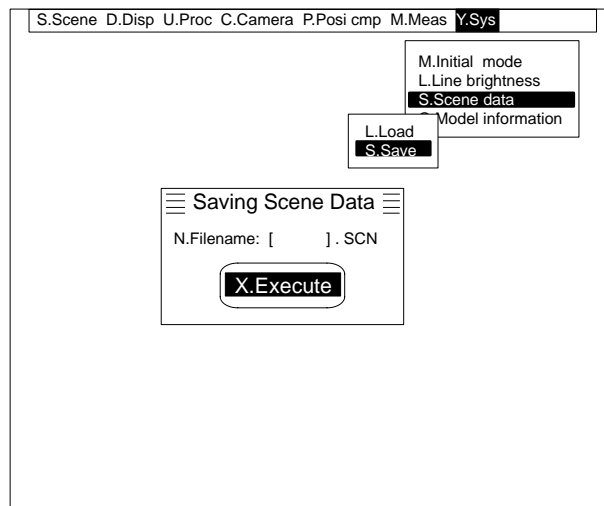 S.Scene D.Disp U.Proc C.Camera P.Posi cmp M.Meas Y.Sys
M.Initial mode
L.Line brightness
S.Scene data
Model information
L.Load
S.Save
Saving Scene Data
N.Filename: [ ] . SCN
X.Execute